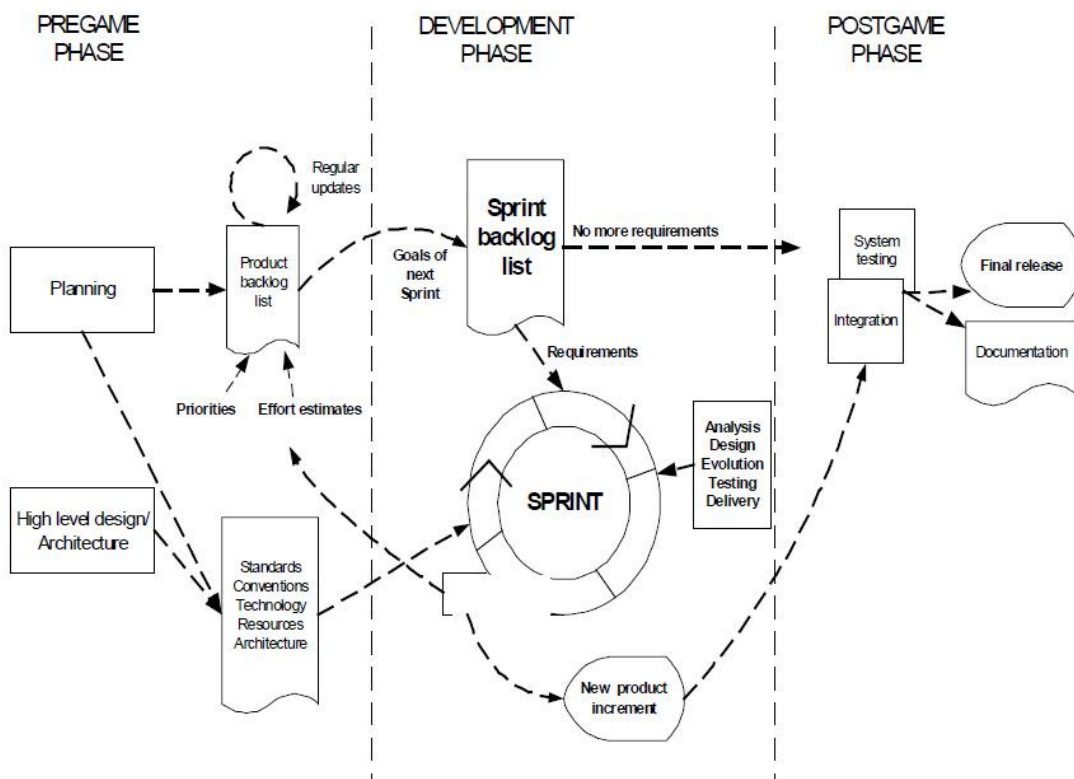 PREGAME
PHASE
DEVELOPMENT
PHASE
POSTGAME
PHASE
Regular
updates
Planning
Product
backlog
list
Goals of
next
Sprint
Sprint
backlog
list
No more requirements
System
testing
Integration
Final release
Documentation
Priorities
Effort estimates
Requirements
High level design/
Architecture
Standards
Conventions
Technology
Resources
Architecture
SPRINT
Analysis
Design
Evolution
Testing
Delivery
New product
increment